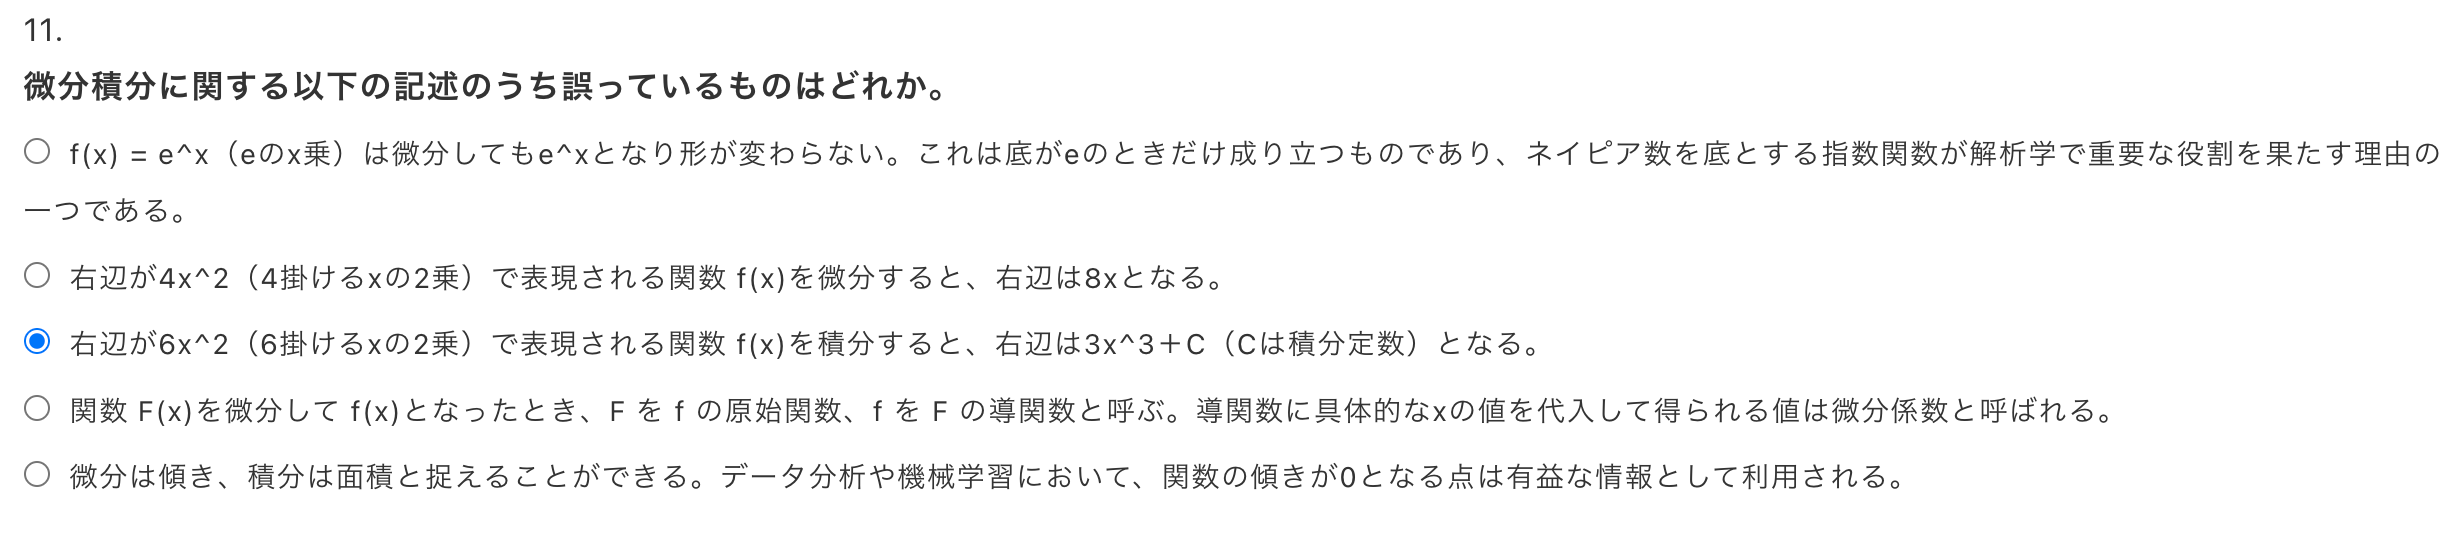 11.
微分積分に関する以下の記述のうち誤っているものはどれか。
f(x) = e^x（eのx乗）は微分してもe^xとなり形が変わらない。これは底がeのときだけ成り立つものであり、ネイピア数を底とする指数関数が解析学で重要な役割を果たす理由の
一つである。
右辺が4x^2（4掛けるxの2乗）で表現される関数 f(x)を微分すると、右辺は8xとなる。
右辺が6x^2（6掛けるxの2乗）で表現される関数 f(x)を積分すると、右辺は3x^3＋C（Cは積分定数）となる。
関数 F(x)を微分して f(x)となったとき、F を f の原始関数、f を F の導関数と呼ぶ。導関数に具体的なxの値を代入して得られる値は微分係数と呼ばれる。
微分は傾き、積分は面積と捉えることができる。データ分析や機械学習において、関数の傾きが0となる点は有益な情報として利用される。